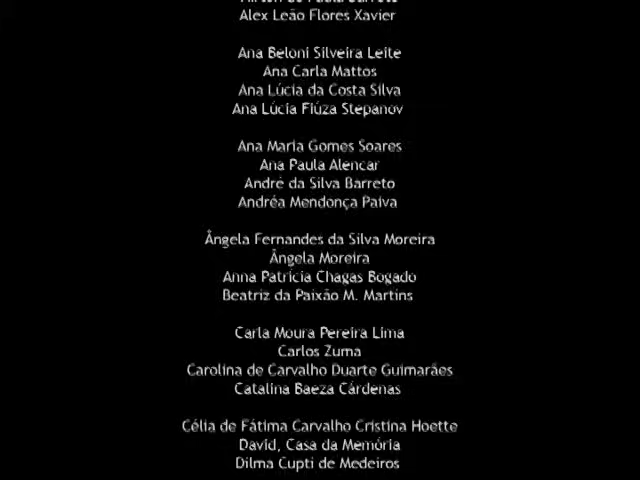 Alex Leão Flores Xavier
Ana Beloni Silveira Leite
Ana Carla Mattos
Ana Lúcia da Costa Silva
Ana Lúcia Fiúza Stepanov
Ana Maria Gomes Soares
Ana Paula Alencar
André da Silva Barreto
Andréa Mendonça Paiva
Ângela Fernandes da Silva Moreira
Ângela Moreira
Anna Patrícia Chagas Bogado
Beatriz da Paixão M. Martins
Carla Moura Pereira Lima
Carlos Zuma
Carolina de Carvalho Duarte Guimarães
Catalina Baeza Cárdenas
Célia de Fátima Carvalho Cristina Hoette
David, Casa da Memória
Dilma Cupti de Medeiros